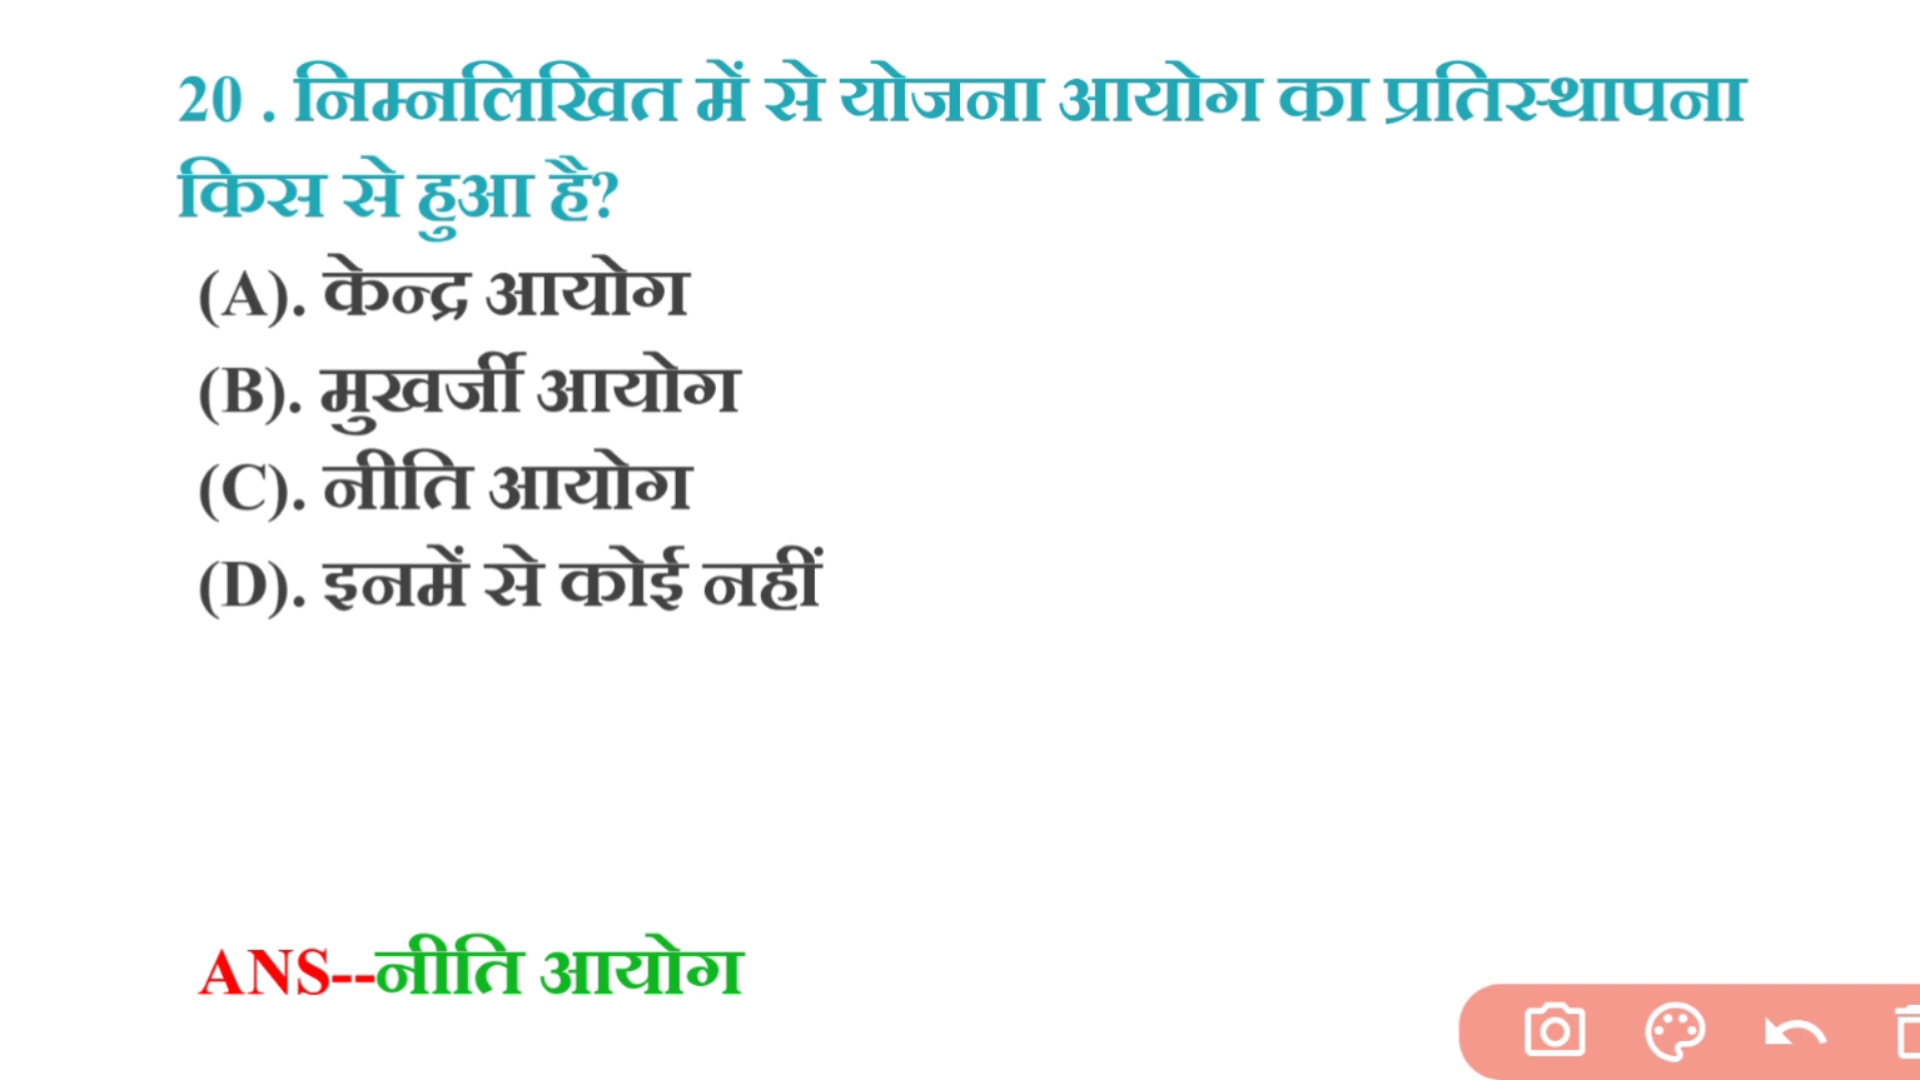 20 . निम्नलिखित में से योजना आयोग का प्रतिस्थापना
किस से हुआ है?
(A). केन्द्र आयोग
(B). मुखर्जी आयोग
(C). नीति आयोग
(D). इनमें से कोई नहीं
ANS--नीति आयोग